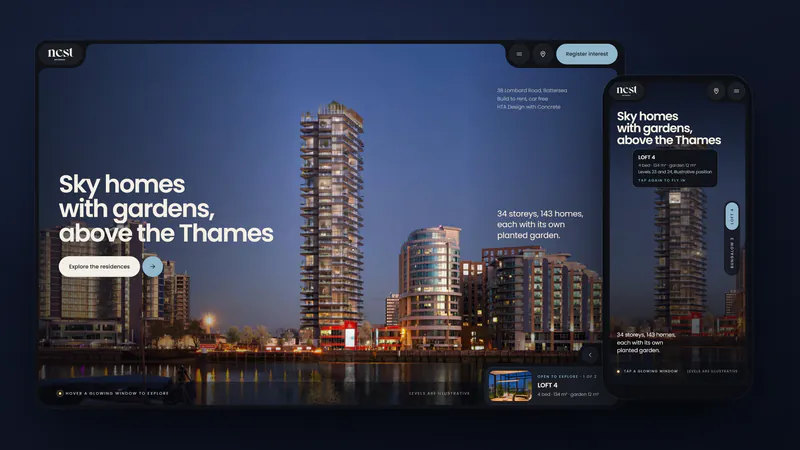 nest
Register interest
38 Lombard Road, Battersea
Build to rent, car free
HTA Design with Concrete
Sky homes
with gardens,
above the Thames
34 storeys, 143 homes,
each with its own
planted garden.
Explore the residences
HOVER A GLOWING WINDOW TO EXPLORE
LEVELS ARE ILLUSTRATIVE
OPEN TO EXPLORE · 1 OF 2
LOFT 4
4 bed · 134 m² · garden 12 m²
nest
Sky homes
with gardens,
above the Thames
LOFT 4
4 bed · 134 m² · garden 12 m²
Levels 23 and 24, illustrative position
TAP AGAIN TO FLY IN
LOFT 4
34 storeys, 143 homes,
each with its own
planted garden.
TAP A GLOWING WINDOW
LEVELS ARE ILLUSTRATIVE